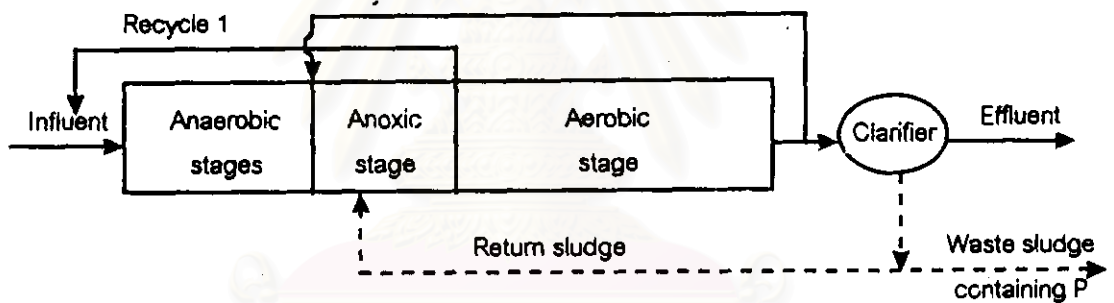 Recycle 1
Influent
Anaerobic
stages
Anoxic
stage
Aerobic
stage
Clarifier
Effluent
Return sludge
Waste sludge
containing P